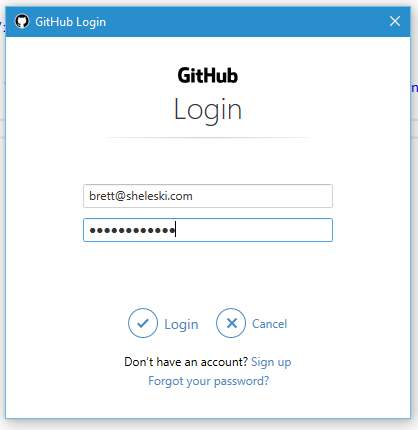 GitHub Login
GitHub
Login
brett@sheleski.com
●●●●●●●●●●●●
Login
Cancel
Don't have an account? Sign up
Forgot your password?